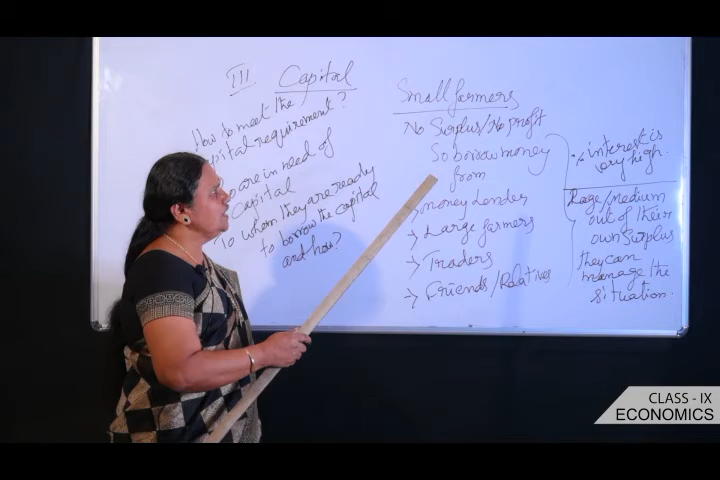 III Capital
How to meet the
capital requirement?
are in need of
Capital
To whom they are ready
to borrow the capital
and how?
Small farmers
No Surplus/No profit
So borrow money
from
→ money Lender
→ Large farmers
→ Traders
→ Friends/Relatives
interest is
very high.
Lage/medium
out of their
own Surplus
they can
manage the
situation.
CLASS - IX
ECONOMICS